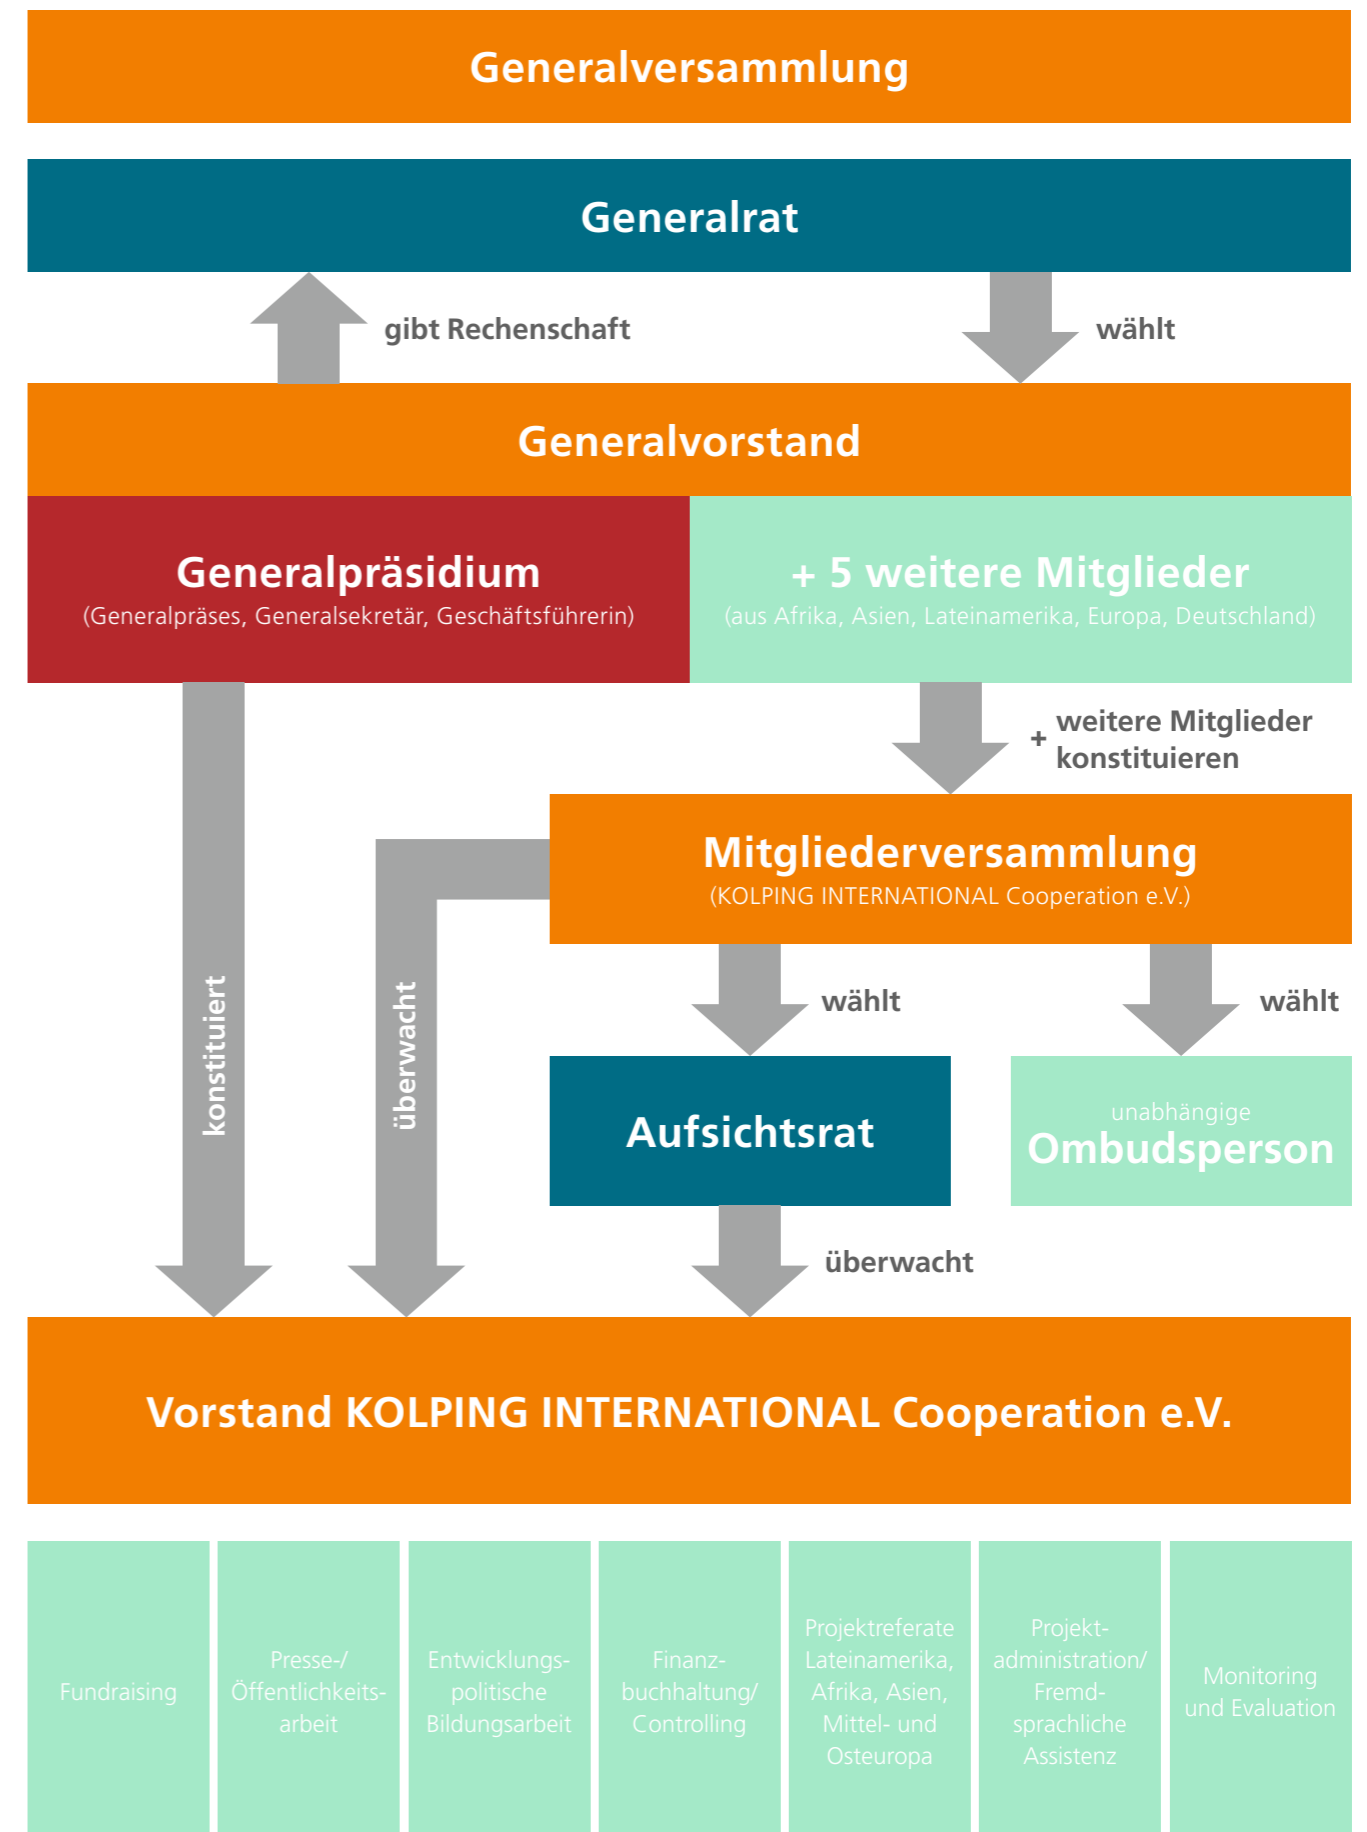 Generalversammlung
Generalrat
gibt Rechenschaft
wählt
Generalvorstand
Generalpräsidium
(Generalpräses, Generalsekretär, Geschäftsführerin)
+ 5 weitere Mitglieder
(aus Afrika, Asien, Lateinamerika, Europa, Deutschland)
+ weitere Mitglieder
konstituieren
Mitgliederversammlung
(KOLPING INTERNATIONAL Cooperation e.V.)
konstituiert
überwacht
wählt
wählt
Aufsichtsrat
unabhängige
Ombudsperson
überwacht
Vorstand KOLPING INTERNATIONAL Cooperation e.V.
Fundraising
Presse-/
Öffentlichkeits-
arbeit
Entwicklungs-
politische
Bildungsarbeit
Finanz-
buchhaltung/
Controlling
Projektreferate
Lateinamerika,
Afrika, Asien,
Mittel- und
Osteuropa
Projekt-
administration/
Fremd-
sprachliche
Assistenz
Monitoring
und Evaluation